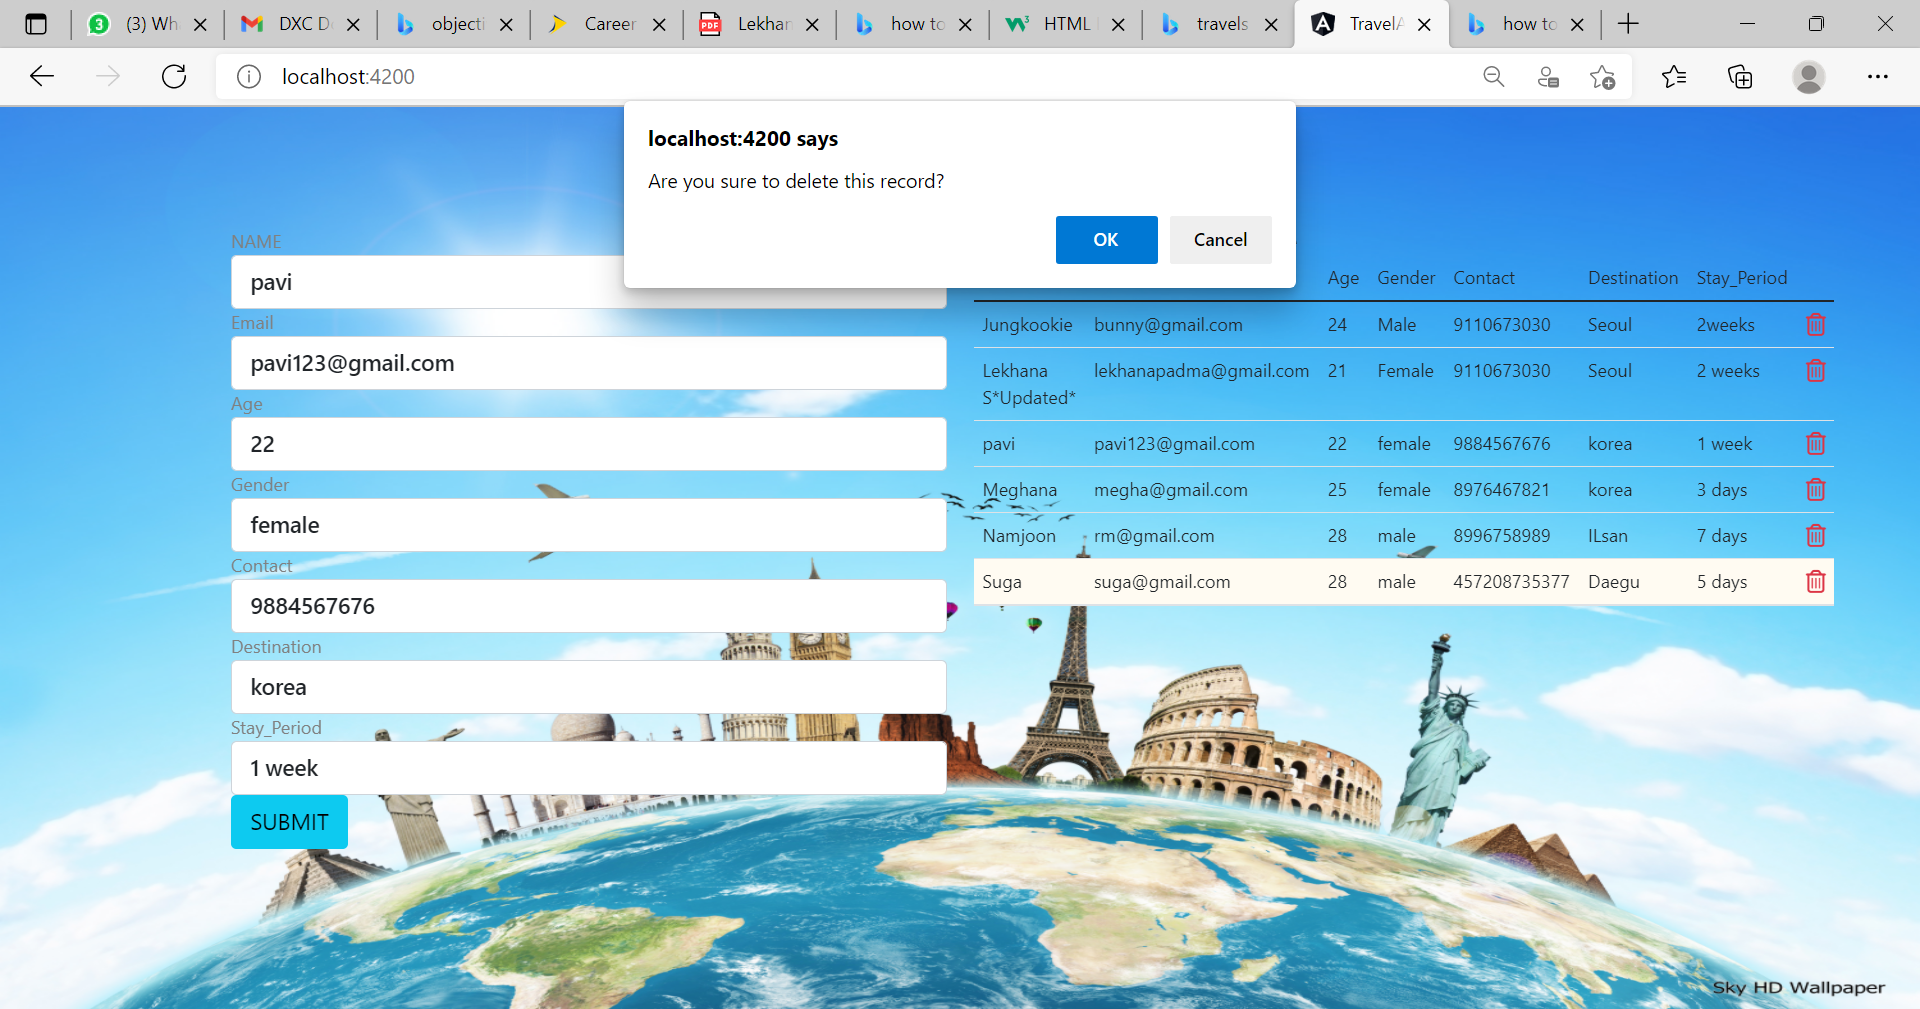 (3) Wh
DXC D
objecti
Career
Lekhan
how to
HTML
travels
TravelA
how to
localhost:4200
localhost:4200 says
Are you sure to delete this record?
OK
Cancel
NAME
pavi
Email
pavi123@gmail.com
Age
22
Gender
female
Contact
9884567676
Destination
korea
Stay_Period
1 week
SUBMIT
Age Gender Contact Destination Stay_Period
Jungkookie bunny@gmail.com 24 Male 9110673030 Seoul 2weeks
Lekhana lekhanapadma@gmail.com 21 Female 9110673030 Seoul 2 weeks
S*Updated*
pavi pavi123@gmail.com 22 female 9884567676 korea 1 week
Meghana megha@gmail.com 25 female 8976467821 korea 3 days
Namjoon rm@gmail.com 28 male 8996758989 ILsan 7 days
Suga suga@gmail.com 28 male 457208735377 Daegu 5 days
Sky HD Wallpaper